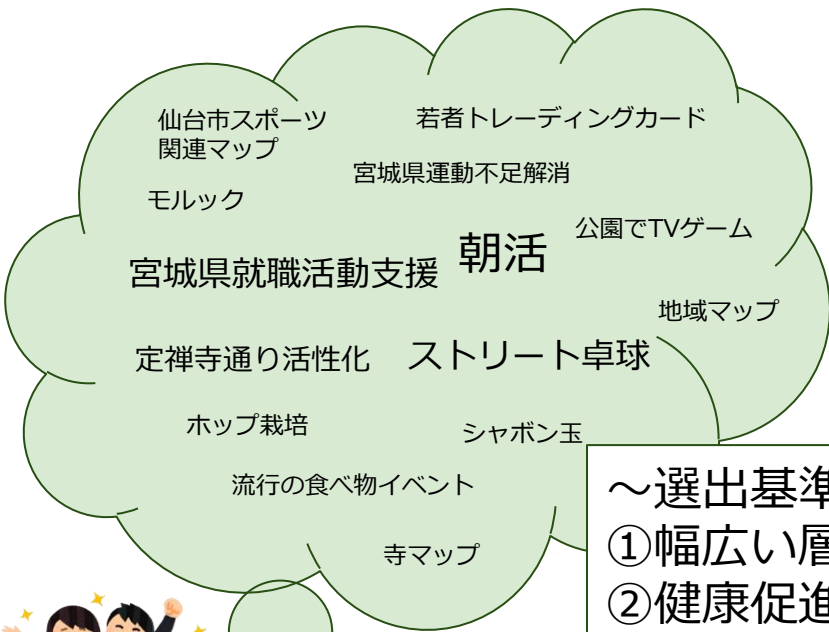 仙台市スポーツ
関連マップ
若者トレーディングカード
宮城県運動不足解消
モルック
公園でTVゲーム
朝活
宮城県就職活動支援
地域マップ
定禅寺通り活性化
ストリート卓球
ホップ栽培
シャボン玉
流行の食べ物イベント
寺マップ
～選出基準
①幅広い層
②健康促進